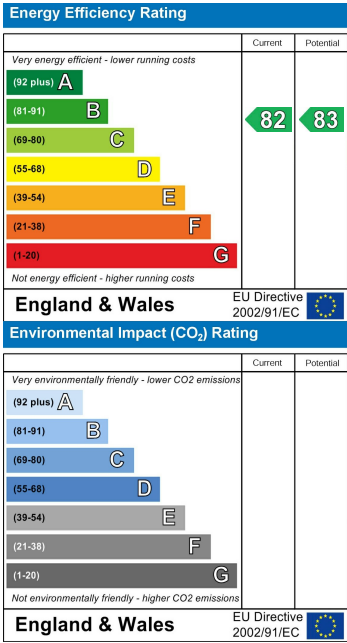 Energy Efficiency Rating
Current Potential
Very energy efficient - lower running costs
(92 plus) A
(81-91) B
82 83
(69-80) C
(55-68) D
(39-54) E
(21-38) F
(1-20) G
Not energy efficient - higher running costs
England & Wales
EU Directive
2002/91/EC
Environmental Impact (CO₂) Rating
Current Potential
Very environmentally friendly - lower CO2 emissions
(92 plus) A
(81-91) B
(69-80) C
(55-68) D
(39-54) E
(21-38) F
(1-20) G
Not environmentally friendly - higher CO2 emissions
England & Wales
EU Directive
2002/91/EC